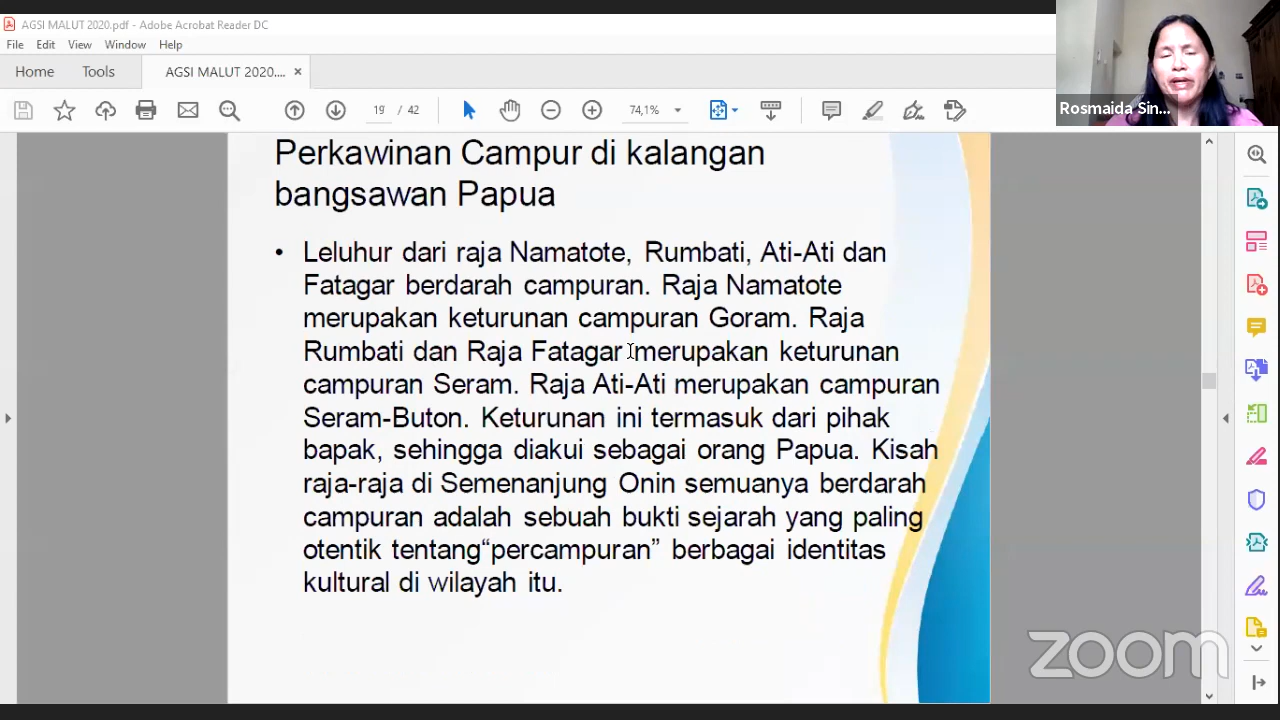 AGSI MALUT 2020.pdf - Adobe Acrobat Reader DC
File Edit View Window Help
Home Tools AGSI MALUT 2020.... ×
19 / 42 74,1%
Rosmaida Sin...
Perkawinan Campur di kalangan
bangsawan Papua
• Leluhur dari raja Namatote, Rumbati, Ati-Ati dan
Fatagar berdarah campuran. Raja Namatote
merupakan keturunan campuran Goram. Raja
Rumbati dan Raja Fatagar merupakan keturunan
campuran Seram. Raja Ati-Ati merupakan campuran
Seram-Buton. Keturunan ini termasuk dari pihak
bapak, sehingga diakui sebagai orang Papua. Kisah
raja-raja di Semenanjung Onin semuanya berdarah
campuran adalah sebuah bukti sejarah yang paling
otentik tentang“percampuran” berbagai identitas
kultural di wilayah itu.
zoom